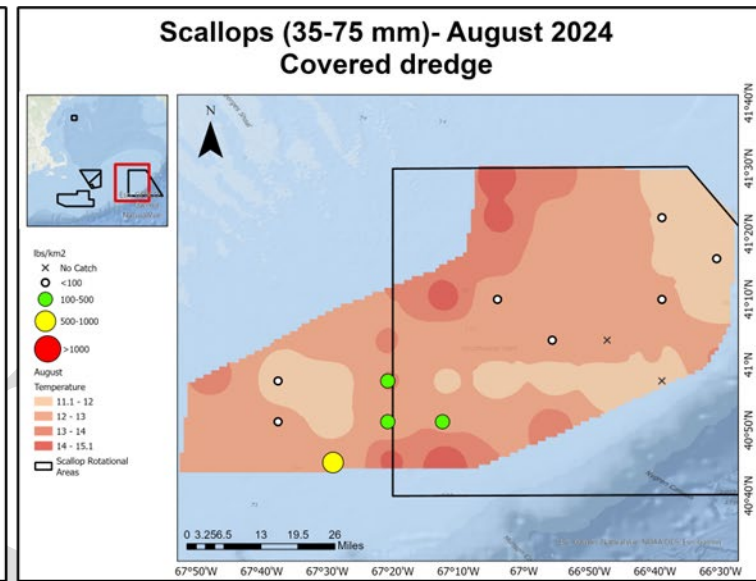 Scallops (35-75 mm)- August 2024
Covered dredge
N
lbs/km2
No Catch
<100
100-500
500-1000
>1000
August
Temperature
11.1 - 12
12 - 13
13 - 14
14 - 15.1
Scallop Rotational
Areas
0 3.25 6.5 13 19.5 26
Miles
41°40'N
41°30'N
41°20'N
41°10'N
41°N
40°50'N
40°40'N
67°50'W 67°40'W 67°30'W 67°20'W 67°10'W 67°W 66°50'W 66°40'W 66°30'W